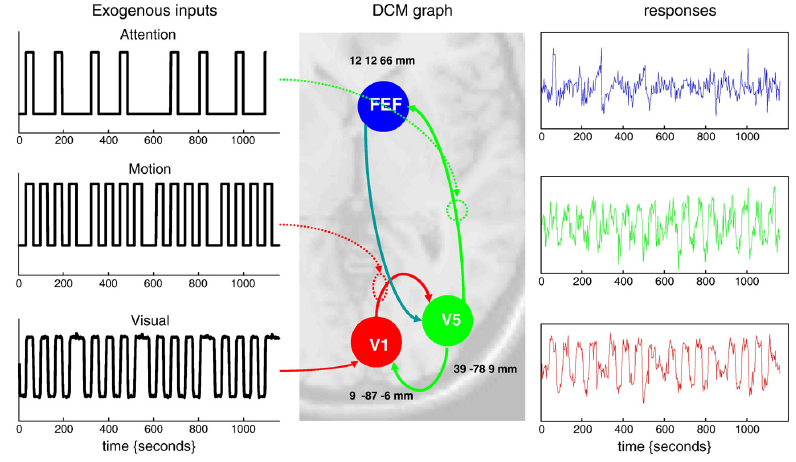 Exogenous inputs
DCM graph
responses
Attention
0 200 400 600 800 1000
12 12 66 mm
FEF
0 200 400 600 800 1000
Motion
0 200 400 600 800 1000
0 200 400 600 800 1000
Visual
0 200 400 600 800 1000
time {seconds}
V5
V1
39 -78 9 mm
9 -87 -6 mm
0 200 400 600 800 1000
time {seconds}